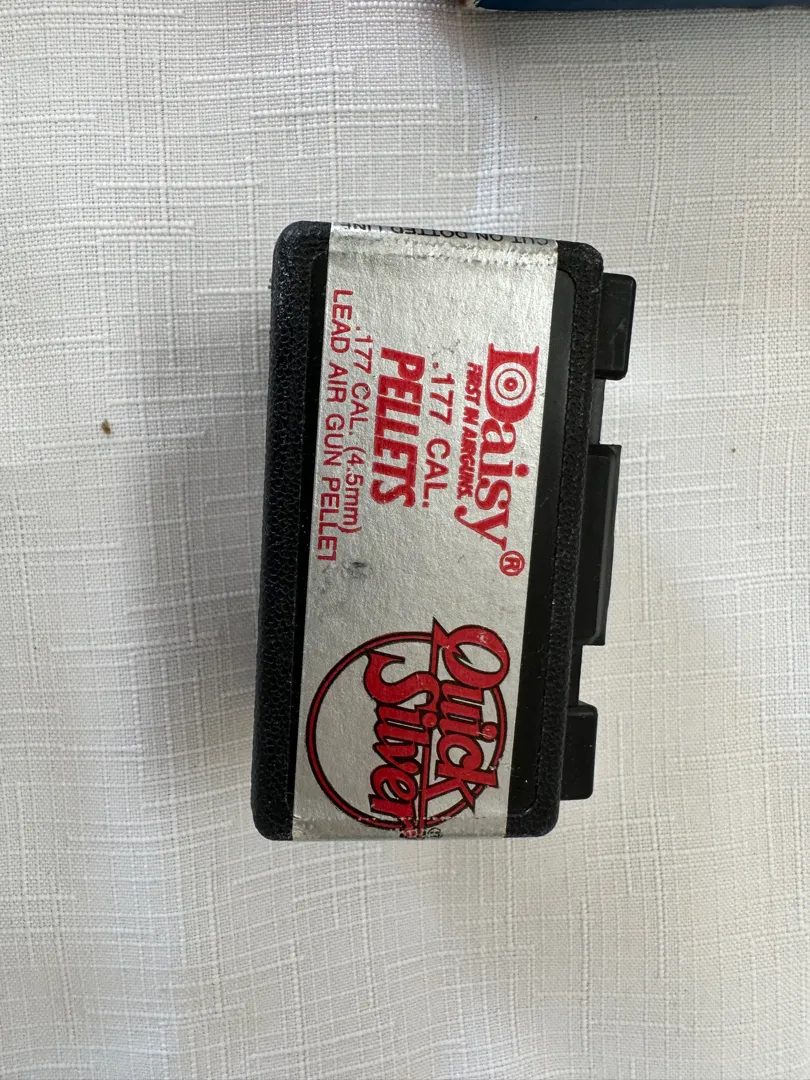 CUT ON DOTTED LINE
Daisy®
FIRST IN AIRGUNS.
.177 CAL.
PELLETS
.177 CAL. (4.5mm)
LEAD AIR GUN PELLET
Quick
Silver